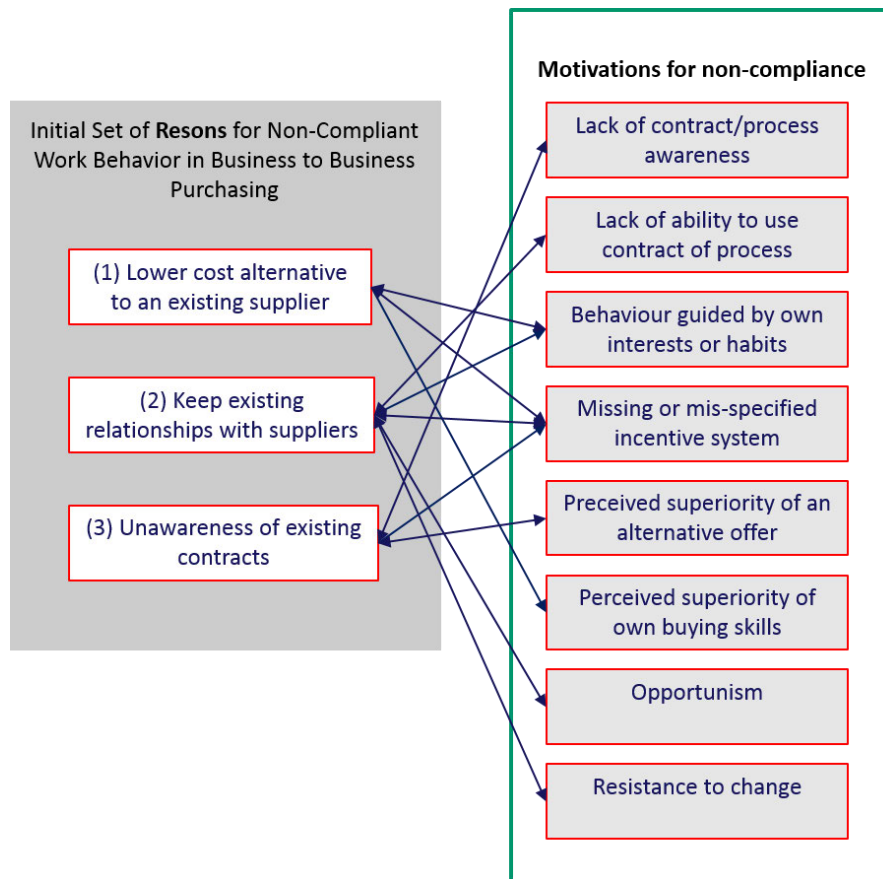 Initial Set of Resons for Non-Compliant
Work Behavior in Business to Business
Purchasing
(1) Lower cost alternative
to an existing supplier
(2) Keep existing
relationships with suppliers
(3) Unawareness of existing
contracts
Motivations for non-compliance
Lack of contract/process
awareness
Lack of ability to use
contract of process
Behaviour guided by own
interests or habits
Missing or mis-specified
incentive system
Preceived superiority of an
alternative offer
Perceived superiority of
own buying skills
Opportunism
Resistance to change